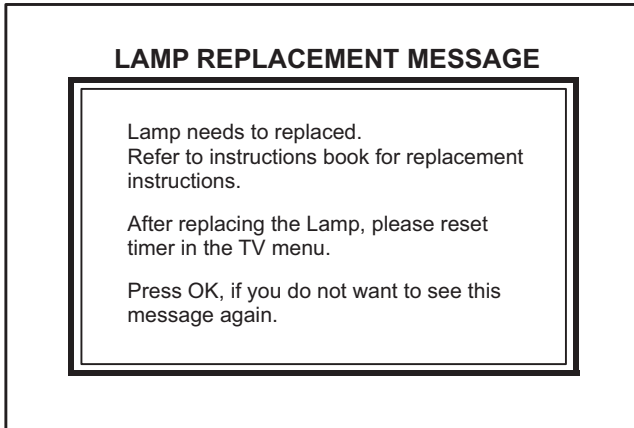 LAMP REPLACEMENT MESSAGE
Lamp needs to replaced.
Refer to instructions book for replacement
instructions.
After replacing the Lamp, please reset
timer in the TV menu.
Press OK, if you do not want to see this
message again.